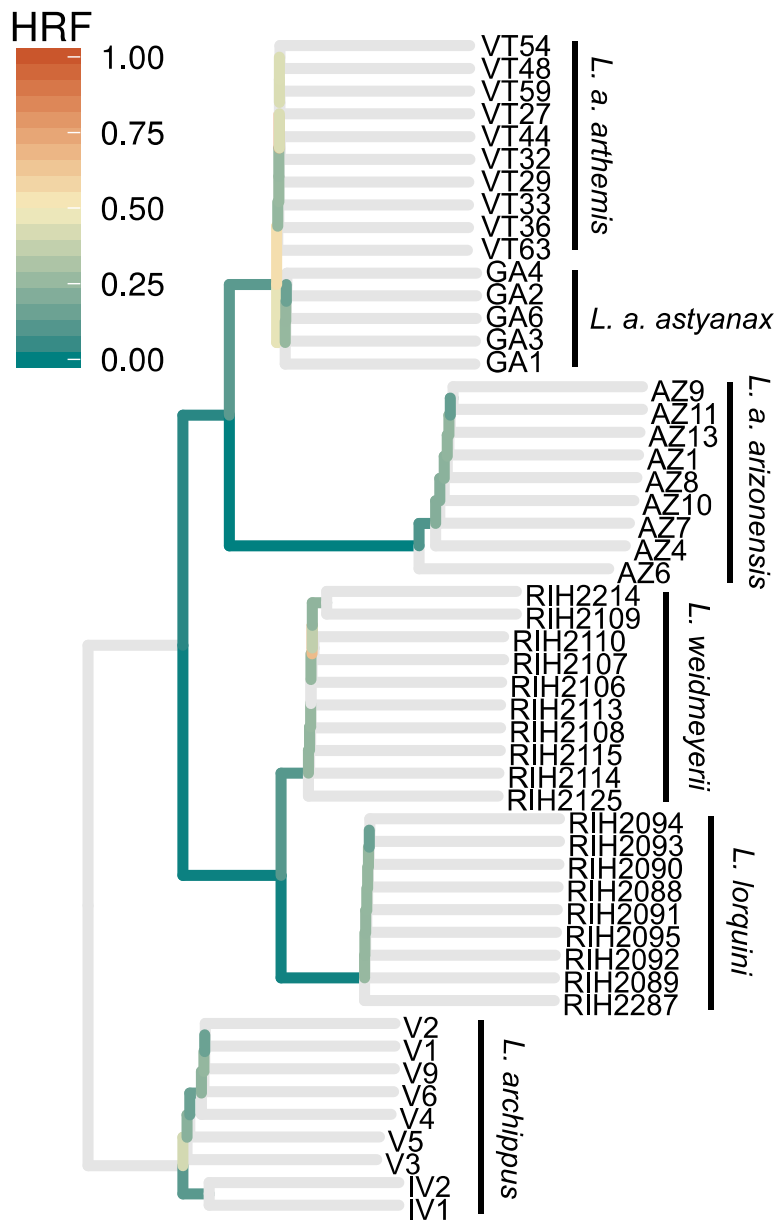 HRF
1.00
0.75
0.50
0.25
0.00
VT54
VT48
VT59
VT27
VT44
VT32
VT29
VT33
VT36
VT63
L. a. arthemis
GA4
GA2
GA6
GA3
GA1
L. a. astyanax
AZ9
AZ11
AZ13
AZ1
AZ8
AZ10
AZ7
AZ4
AZ6
L. a. arizonensis
RIH2214
RIH2109
RIH2110
RIH2107
RIH2106
RIH2113
RIH2108
RIH2115
RIH2114
RIH2125
L. weidmeyerii
RIH2094
RIH2093
RIH2090
RIH2088
RIH2091
RIH2095
RIH2092
RIH2089
RIH2287
L. lorquini
V2
V1
V9
V6
V4
V5
V3
IV2
IV1
L. archippus